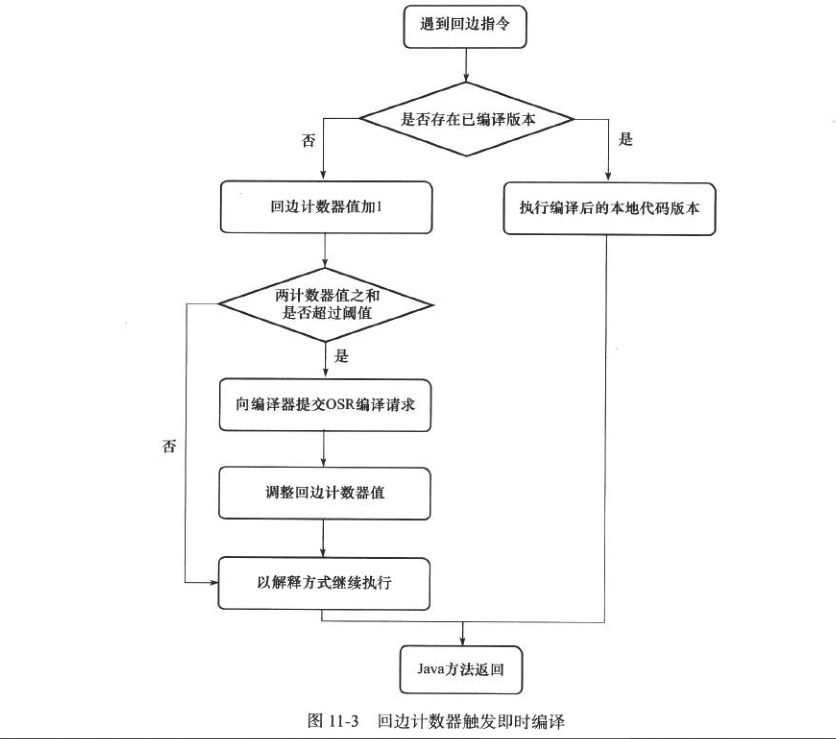 遇到回边指令
是否存在已编译版本
否
是
回边计数器值加1
执行编译后的本地代码版本
两计数器值之和
是否超过阈值
是
向编译器提交OSR编译请求
否
调整回边计数器值
以解释方式继续执行
Java方法返回
图 11-3 回边计数器触发即时编译